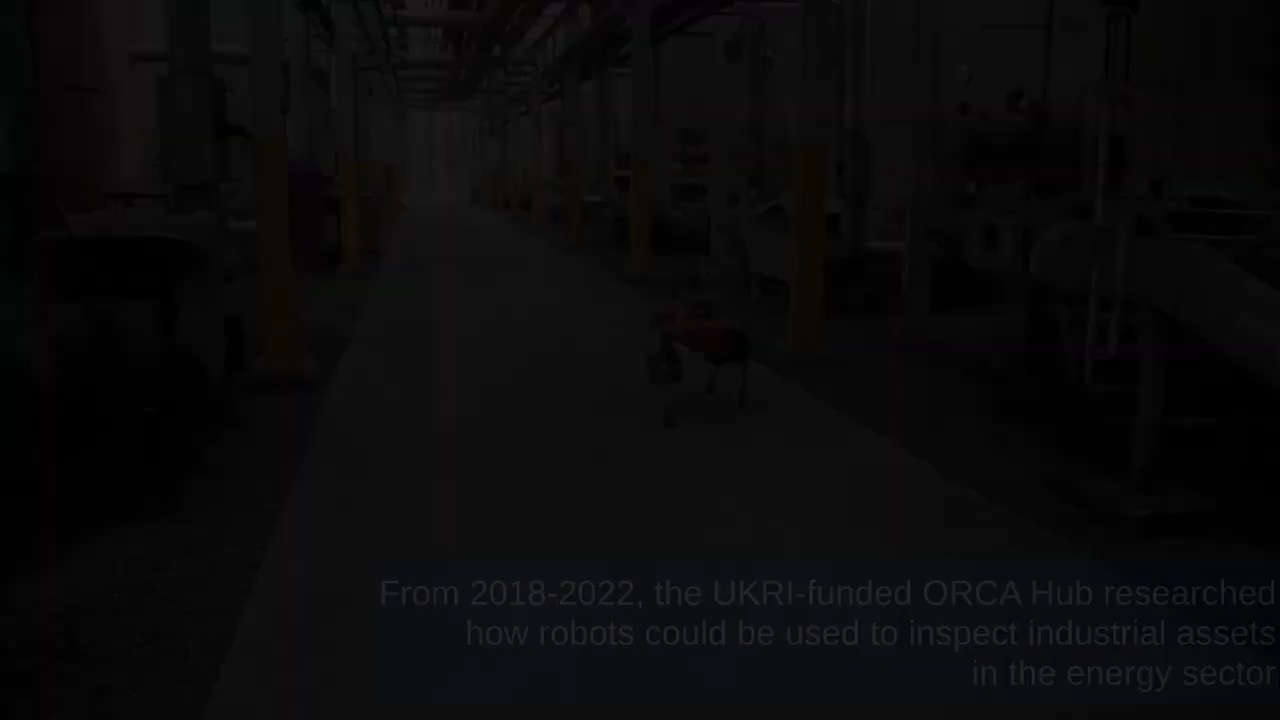 From 2018-2022, the UKRI-funded ORCA Hub researched
how robots could be used to inspect industrial assets
in the energy sector